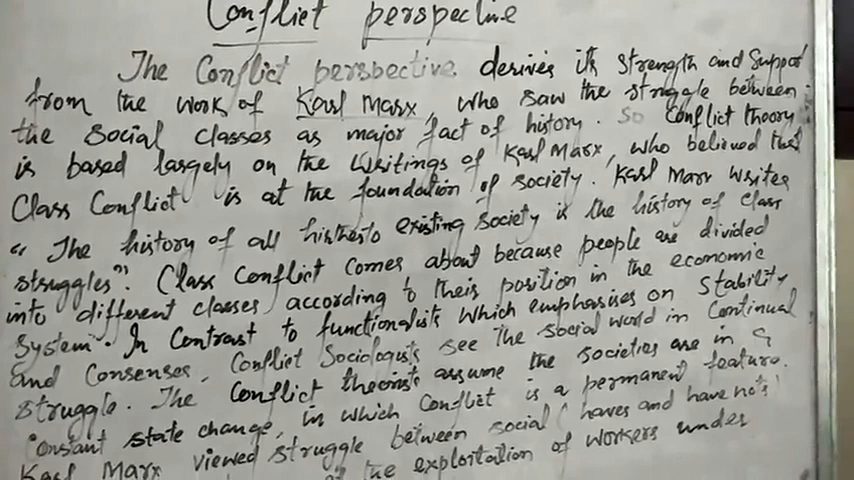 Conflict perspective
The Conflict perspective derives its strength and Support
from the work of Karl Marx, who saw the struggle between
the social classes as major fact of history. So Conflict theory
is based largely on the Writings of Karl Marx, who believed that
Class Conflict is at the foundation of society. Karl Marx writes
"The history of all hitherto existing society is the history of class
struggles". Class Conflict comes about because people are divided
into different classes according to their position in the economic
System. In Contrast to functionalists which emphasises on Stability
and Consenses, Conflict Sociologists see the social world in Continual
struggle. The Conflict theorists assume the societies are in a
Constant state change, in which Conflict is a permanent feature.
Karl Marx viewed struggle between social (haves and have nots)
the exploitation of workers under